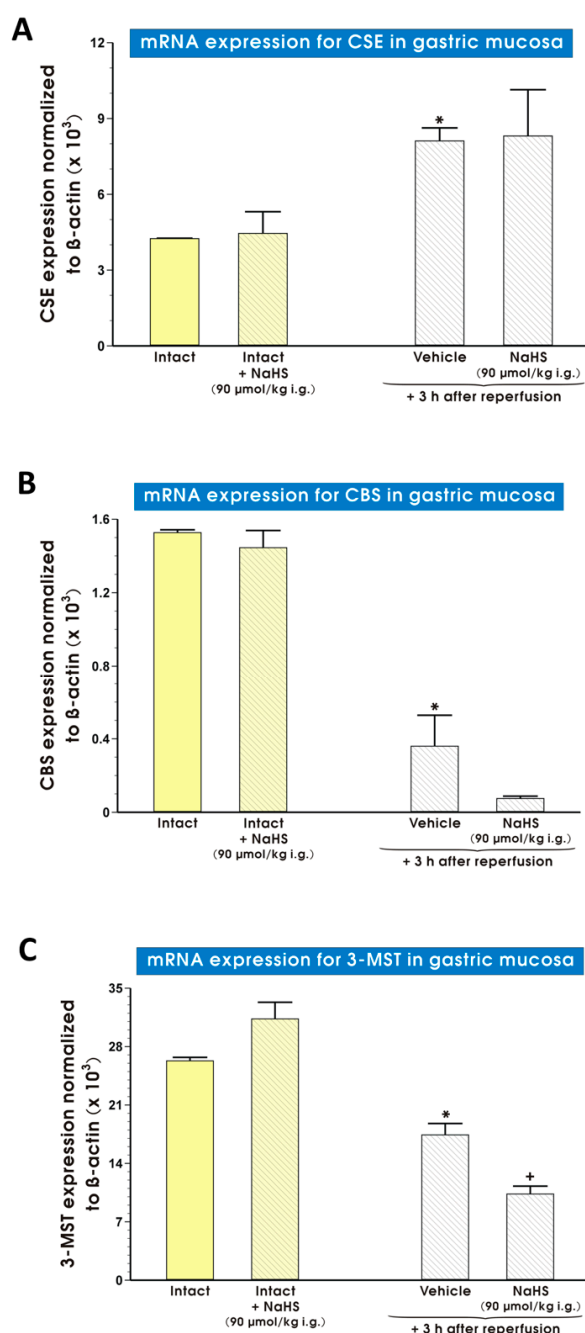 A
mRNA expression for CSE in gastric mucosa
CSE expression normalized
to ß-actin (x 10³)
12
9
6
3
0
*
Intact
Intact
+ NaHS
(90 µmol/kg i.g.)
Vehicle
NaHS
(90 µmol/kg i.g.)
+ 3 h after reperfusion
B
mRNA expression for CBS in gastric mucosa
CBS expression normalized
to ß-actin (x 10³)
1.6
1.2
0.8
0.4
0
*
Intact
Intact
+ NaHS
(90 µmol/kg i.g.)
Vehicle
NaHS
(90 µmol/kg i.g.)
+ 3 h after reperfusion
C
mRNA expression for 3-MST in gastric mucosa
3-MST expression normalized
to ß-actin (x 10³)
35
28
21
14
7
0
*
+
Intact
Intact
+ NaHS
(90 µmol/kg i.g.)
Vehicle
NaHS
(90 µmol/kg i.g.)
+ 3 h after reperfusion